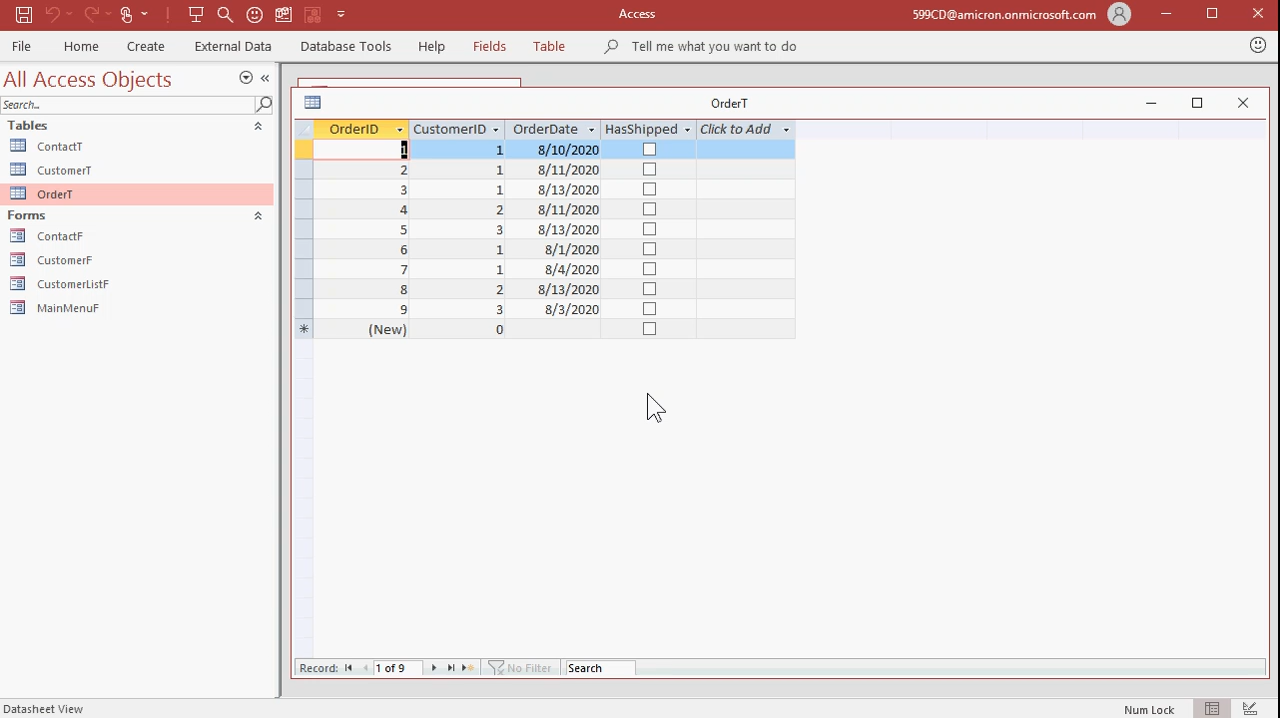 Access
599CD@amicron.onmicrosoft.com
File Home Create External Data Database Tools Help Fields Table Tell me what you want to do
All Access Objects
Search...
Tables
ContactT
CustomerT
OrderT
Forms
ContactF
CustomerF
CustomerListF
MainMenuF
OrderT
OrderID CustomerID OrderDate HasShipped Click to Add
1 1 8/10/2020
2 1 8/11/2020
3 1 8/13/2020
4 2 8/11/2020
5 3 8/13/2020
6 1 8/1/2020
7 1 8/4/2020
8 2 8/13/2020
9 3 8/3/2020
(New) 0
Record: 1 of 9 No Filter Search
Datasheet View
Num Lock